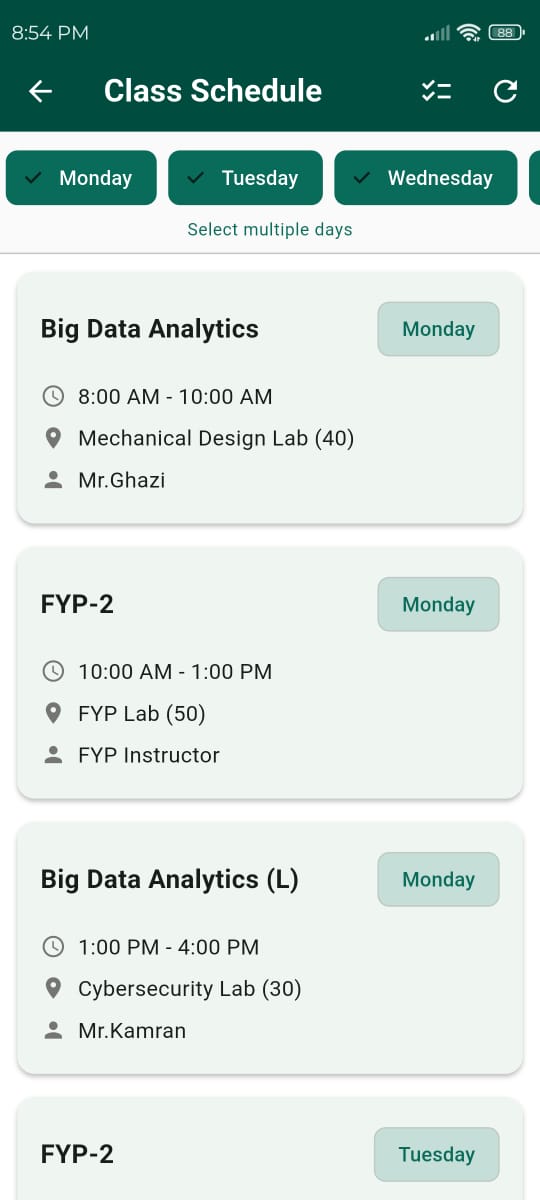 8:54 PM
88
Class Schedule
Monday
Tuesday
Wednesday
Select multiple days
Big Data Analytics
Monday
8:00 AM - 10:00 AM
Mechanical Design Lab (40)
Mr.Ghazi
FYP-2
Monday
10:00 AM - 1:00 PM
FYP Lab (50)
FYP Instructor
Big Data Analytics (L)
Monday
1:00 PM - 4:00 PM
Cybersecurity Lab (30)
Mr.Kamran
FYP-2
Tuesday